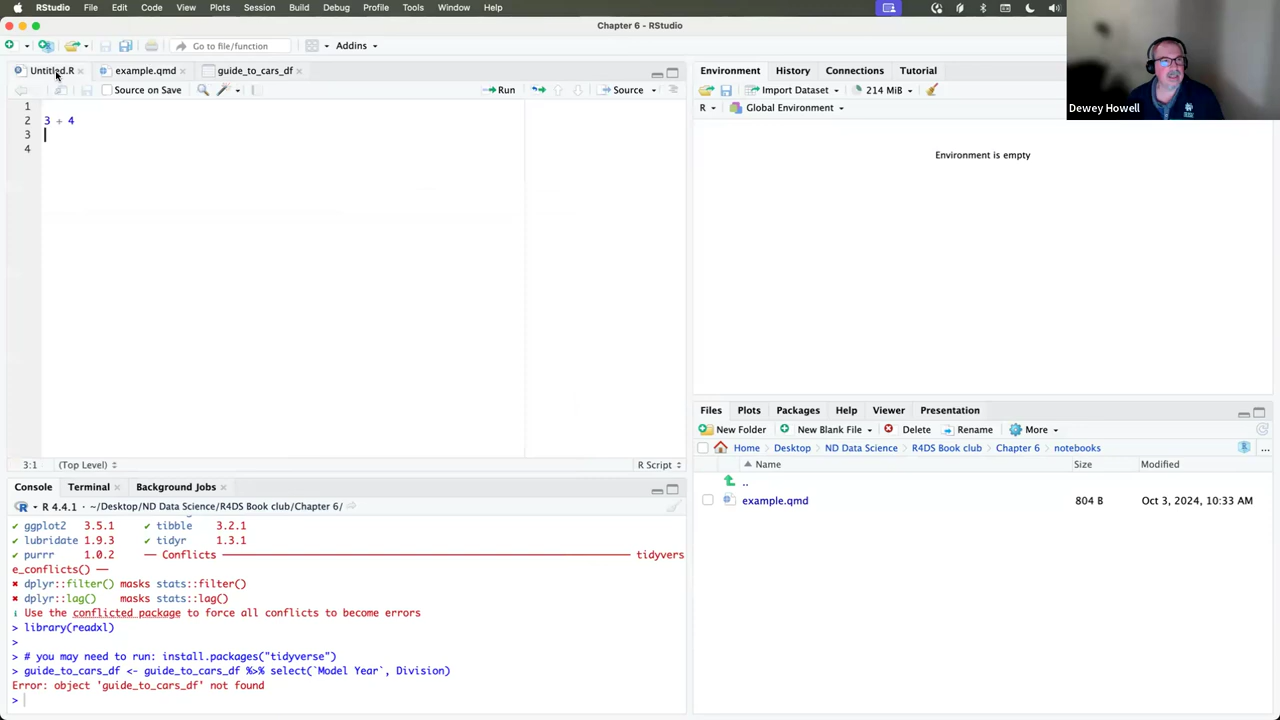 RStudio File Edit Code View Plots Session Build Debug Profile Tools Window Help
Chapter 6 - RStudio
Go to file/function Addins
Untitled.R example.qmd guide_to_cars_df
Source on Save Run Source
1
2 3 + 4
3
4
3:1 (Top Level) R Script
Console Terminal Background Jobs
R 4.4.1 · ~/Desktop/ND Data Science/R4DS Book club/Chapter 6/
✔ ggplot2 3.5.1 ✔ tibble 3.2.1
✔ lubridate 1.9.3 ✔ tidyr 1.3.1
✔ purrr 1.0.2 ── Conflicts ──────────────── tidyvers
e_conflicts() ──
✖ dplyr::filter() masks stats::filter()
✖ dplyr::lag() masks stats::lag()
ℹ Use the conflicted package to force all conflicts to become errors
> library(readxl)
>
> # you may need to run: install.packages("tidyverse")
> guide_to_cars_df <- guide_to_cars_df %>% select(`Model Year`, Division)
Error: object 'guide_to_cars_df' not found
>
Environment History Connections Tutorial
Import Dataset 214 MiB
R Global Environment
Environment is empty
Files Plots Packages Help Viewer Presentation
New Folder New Blank File Delete Rename More
Home Desktop ND Data Science R4DS Book club Chapter 6 notebooks
Name Size Modified
..
example.qmd 804 B Oct 3, 2024, 10:33 AM
Dewey Howell